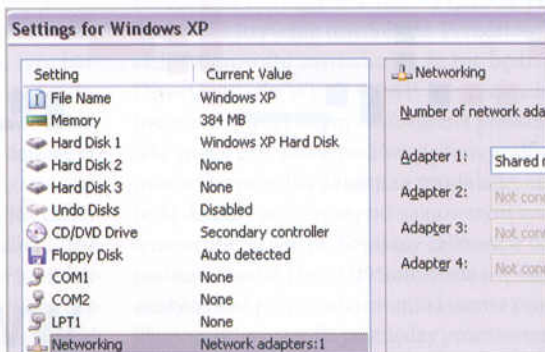 Settings for Windows XP
Setting Current Value
File Name Windows XP
Memory 384 MB
Hard Disk 1 Windows XP Hard Disk
Hard Disk 2 None
Hard Disk 3 None
Undo Disks Disabled
CD/DVD Drive Secondary controller
Floppy Disk Auto detected
COM1 None
COM2 None
LPT1 None
Networking Network adapters:1
Networking
Number of network ada
Adapter 1: Shared
Adapter 2: Not con
Adapter 3: Not con
Adapter 4: Not con